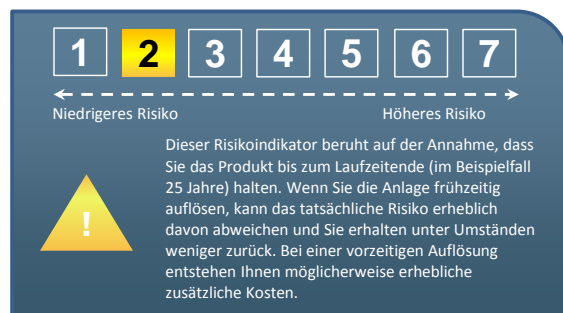 1 2 3 4 5 6 7
Niedrigeres Risiko Höheres Risiko
Dieser Risikoindikator beruht auf der Annahme, dass
Sie das Produkt bis zum Laufzeitende (im Beispielfall
25 Jahre) halten. Wenn Sie die Anlage frühzeitig
auflösen, kann das tatsächliche Risiko erheblich
davon abweichen und Sie erhalten unter Umständen
weniger zurück. Bei einer vorzeitigen Auflösung
entstehen Ihnen möglicherweise erhebliche
zusätzliche Kosten.
!